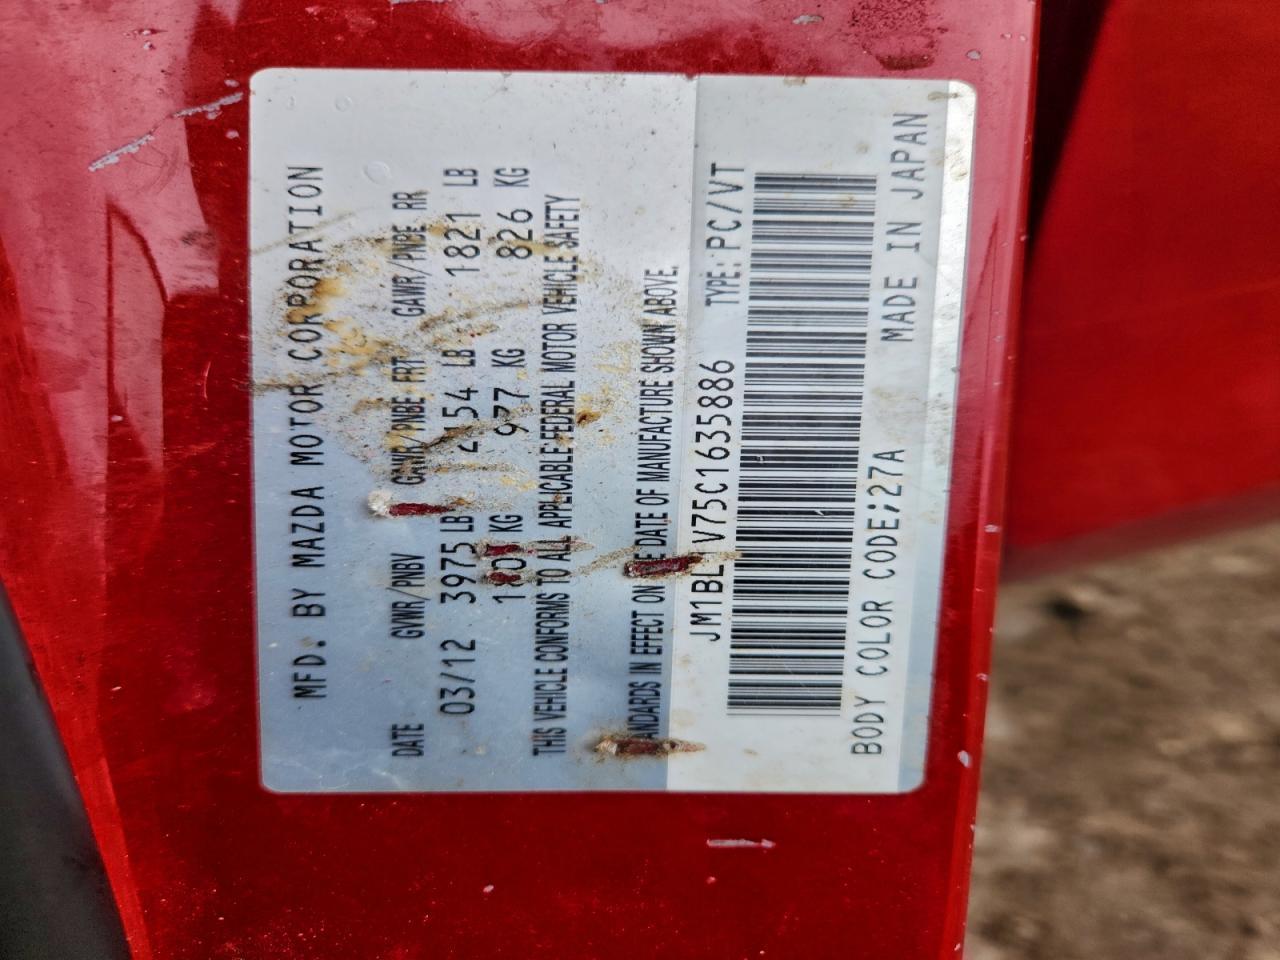 MFD. BY MAZDA MOTOR CORPORATION
DATE GVWR/PNBV GAWR/PNBE FRT GAWR/PNBE RR
03/12 3975 LB 2154 LB 1821 LB
KG 977 KG 826 KG
THIS VEHICLE CONFORMS TO ALL APPLICABLE FEDERAL MOTOR VEHICLE SAFETY
STANDARDS IN EFFECT ON THE DATE OF MANUFACTURE SHOWN ABOVE.
TYPE: PC/VT
BODY COLOR CODE;27A MADE IN JAPAN